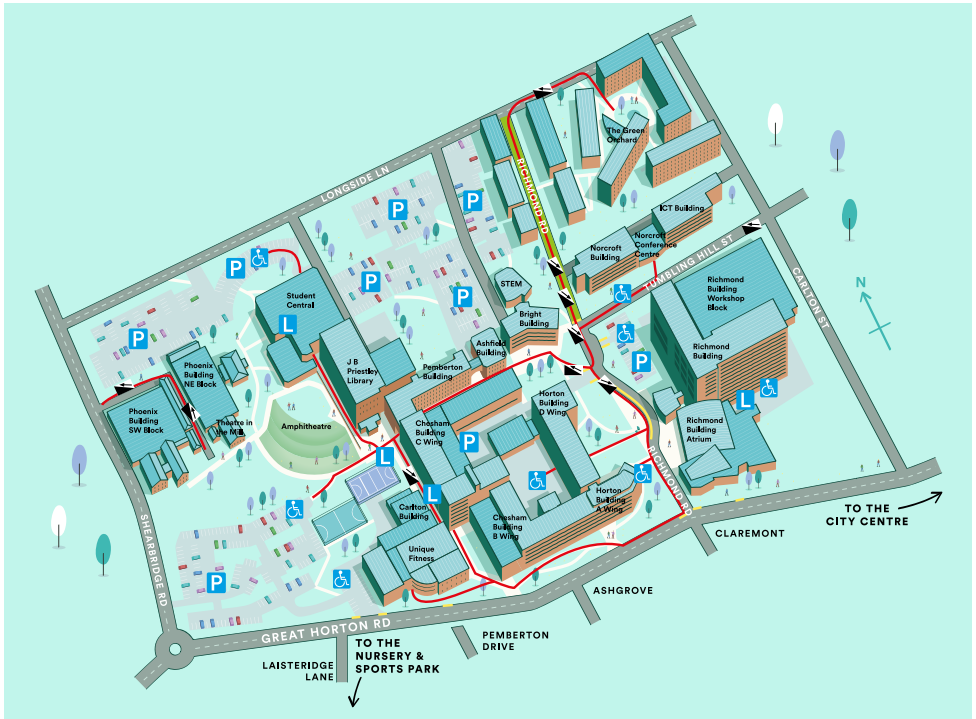 LONGSIDE LN
RICHMOND RD
The Green
Orchard
ICT Building
Norcroft
Conference
Centre
Norcroft
Building
TUMBLING HILL ST
CARLTON ST
N
P
P
P
P
P
P
P
P
P
STEM
Bright
Building
Ashfield
Building
Pemberton
Building
Student
Central
L
J B
Priestley
Library
Richmond
Building
Workshop
Block
Richmond
Building
L
Richmond
Building
Atrium
Phoenix
Building
NE Block
Phoenix
Building
SW Block
Theatre in
the Mill
Amphitheatre
Chesham
Building
C Wing
Horton
Building
D Wing
L
L
Carlton
Building
Chesham
Building
B Wing
Horton
Building
A Wing
Unique
Fitness
RICHMOND RD
SHEARBRIDGE RD
GREAT HORTON RD
TO THE
CITY CENTRE
CLAREMONT
ASHGROVE
PEMBERTON
DRIVE
TO THE
NURSERY &
SPORTS PARK
LAISTERIDGE
LANE